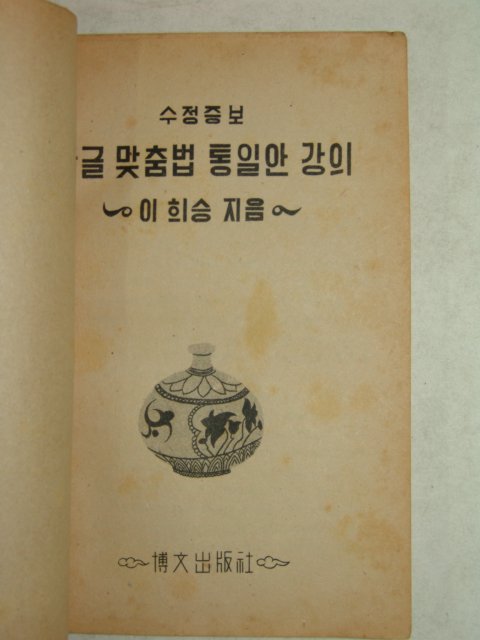 수정증보
글 맞춤법 통일안 강의
이 희승 지음
博文出版社